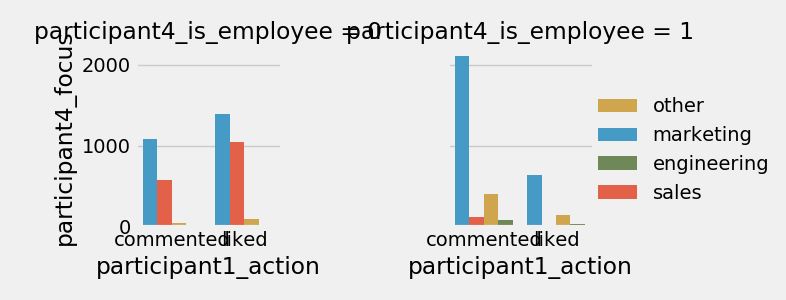 participant4_is_employee = 0
participant4_is_employee = 1
participant4_focus
2000
1000
0
commented
liked
commented
liked
participant1_action
participant1_action
other
marketing
engineering
sales